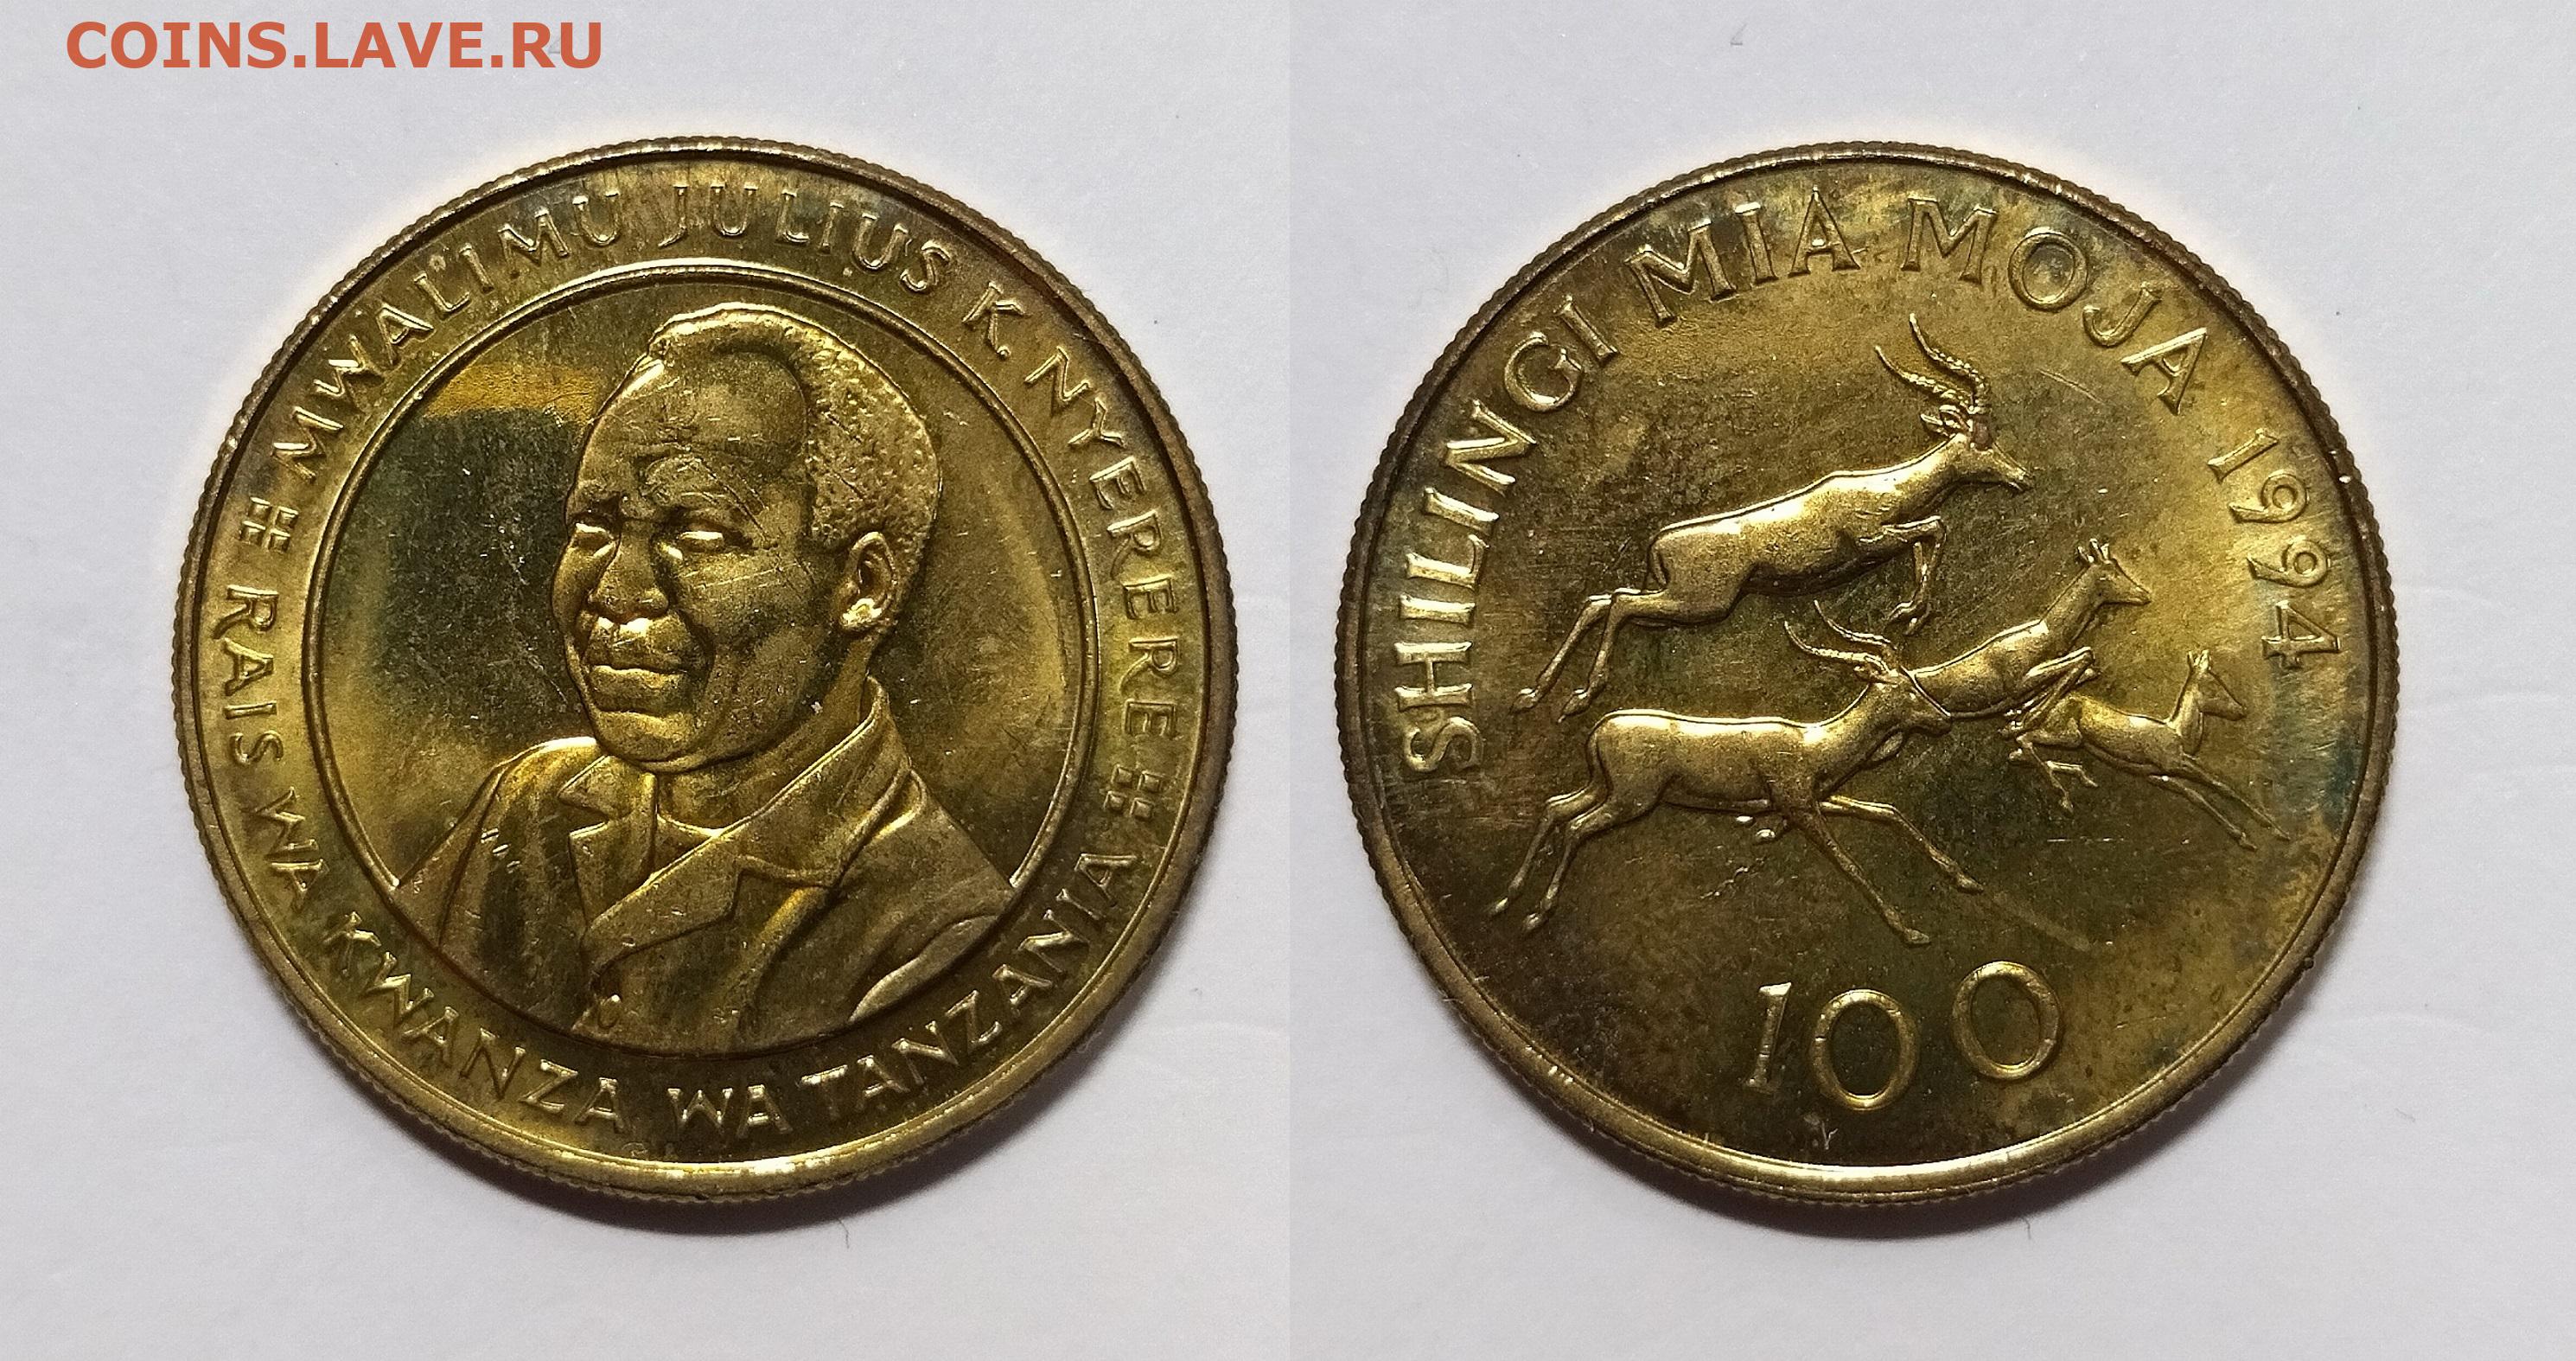 COINS.LAVE.RU
MWALIMU JULIUS K. NYERERE
RAIS WA KWANZA WA TANZANIA
SHILINGI MIA MOJA 1994
100